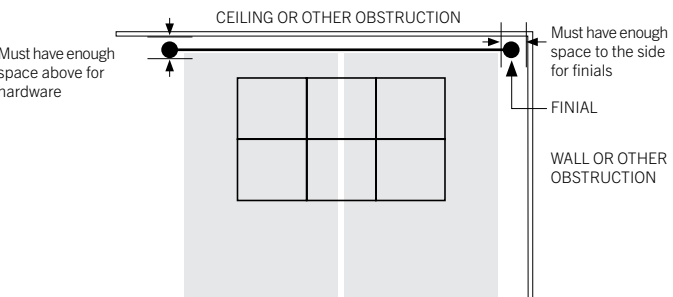 CEILING OR OTHER OBSTRUCTION
Must have enough
space above for
hardware
Must have enough
space to the side
for finials
FINIAL
WALL OR OTHER
OBSTRUCTION